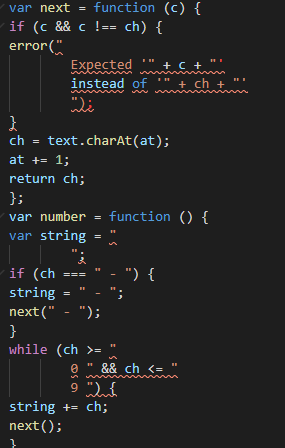 var next = function (c) {
if (c && c !== ch) {
error("
Expected '" + c + "'
instead of '" + ch + "'
");
}
ch = text.charAt(at);
at += 1;
return ch;
};
var number = function () {
var string = "
";
if (ch === " - ") {
string = " - ";
next(" - ");
}
while (ch >= "
0 " && ch <= "
9 ") {
string += ch;
next();
}